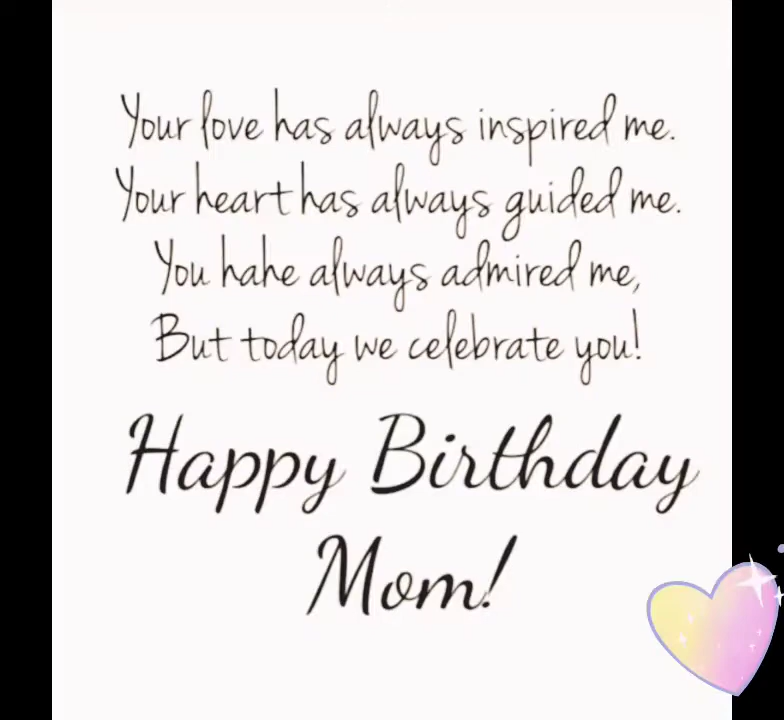 Your love has always inspired me.
Your heart has always guided me.
You hahe always admired me,
But today we celebrate you!
Happy Birthday
Mom!